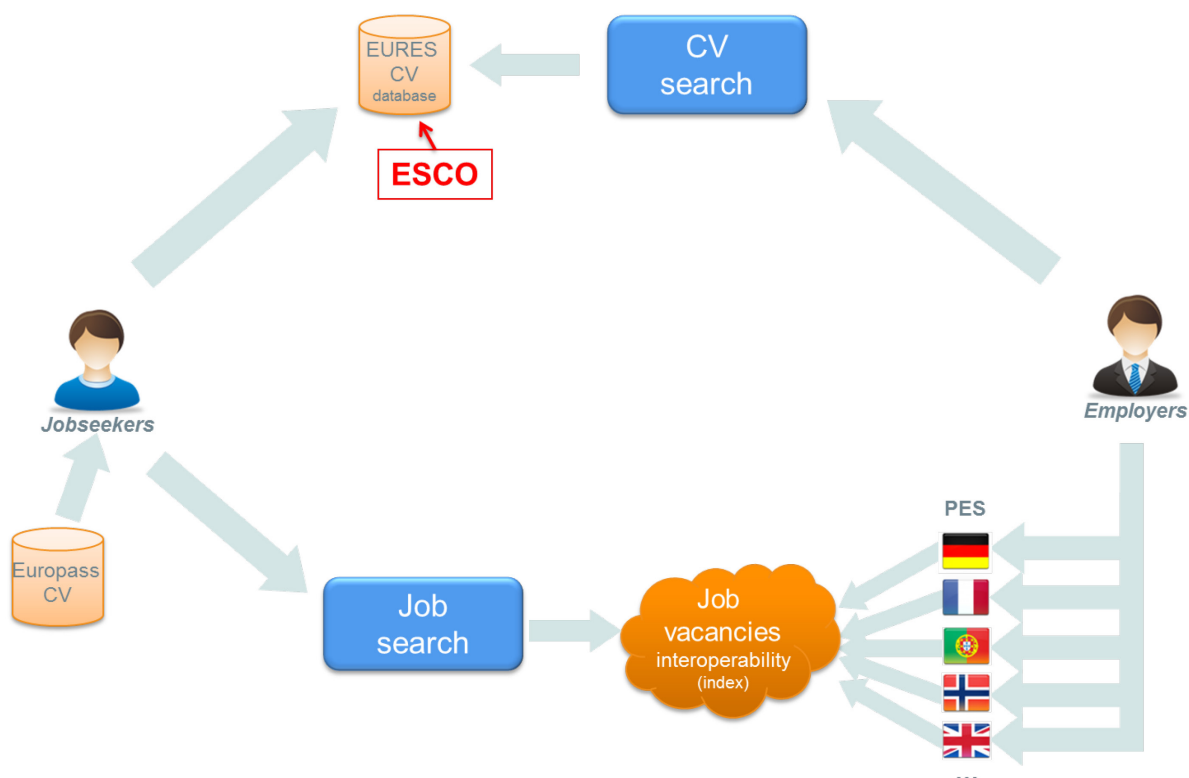 EURES
CV
database
CV
search
ESCO
Jobseekers
Employers
Europass
CV
Job
search
Job
vacancies
interoperability
(index)
PES
...